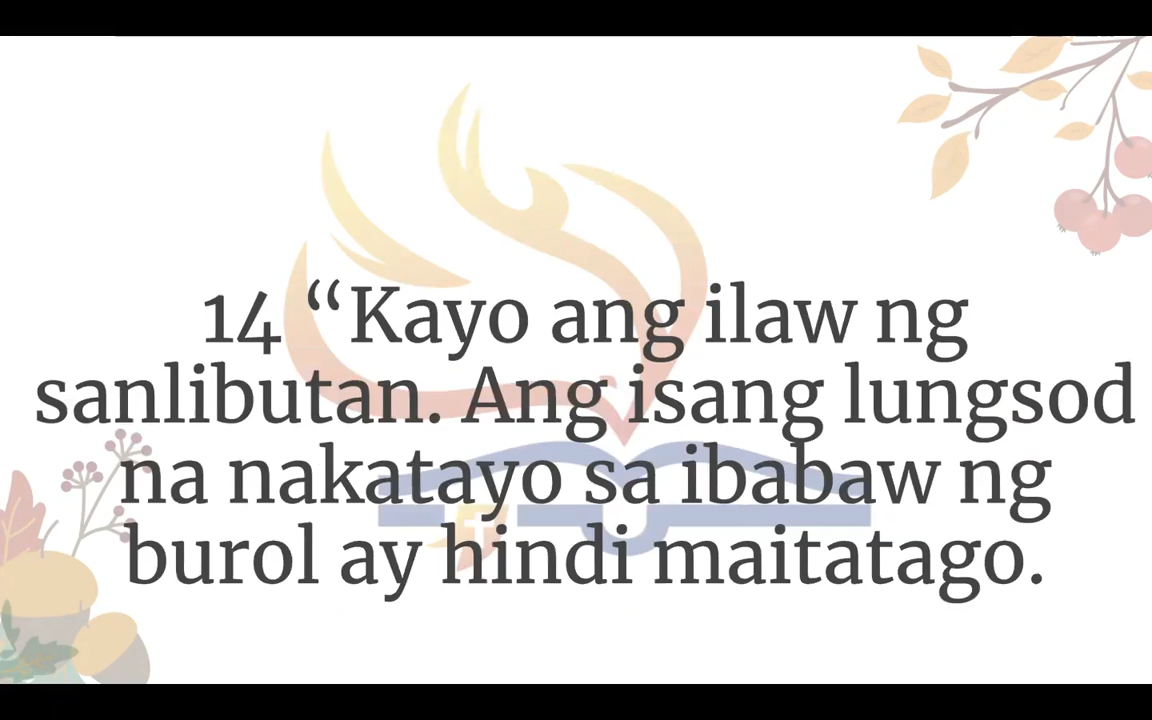 14 “Kayo ang ilaw ng
sanlibutan. Ang isang lungsod
na nakatayo sa ibabaw ng
burol ay hindi maitatago.